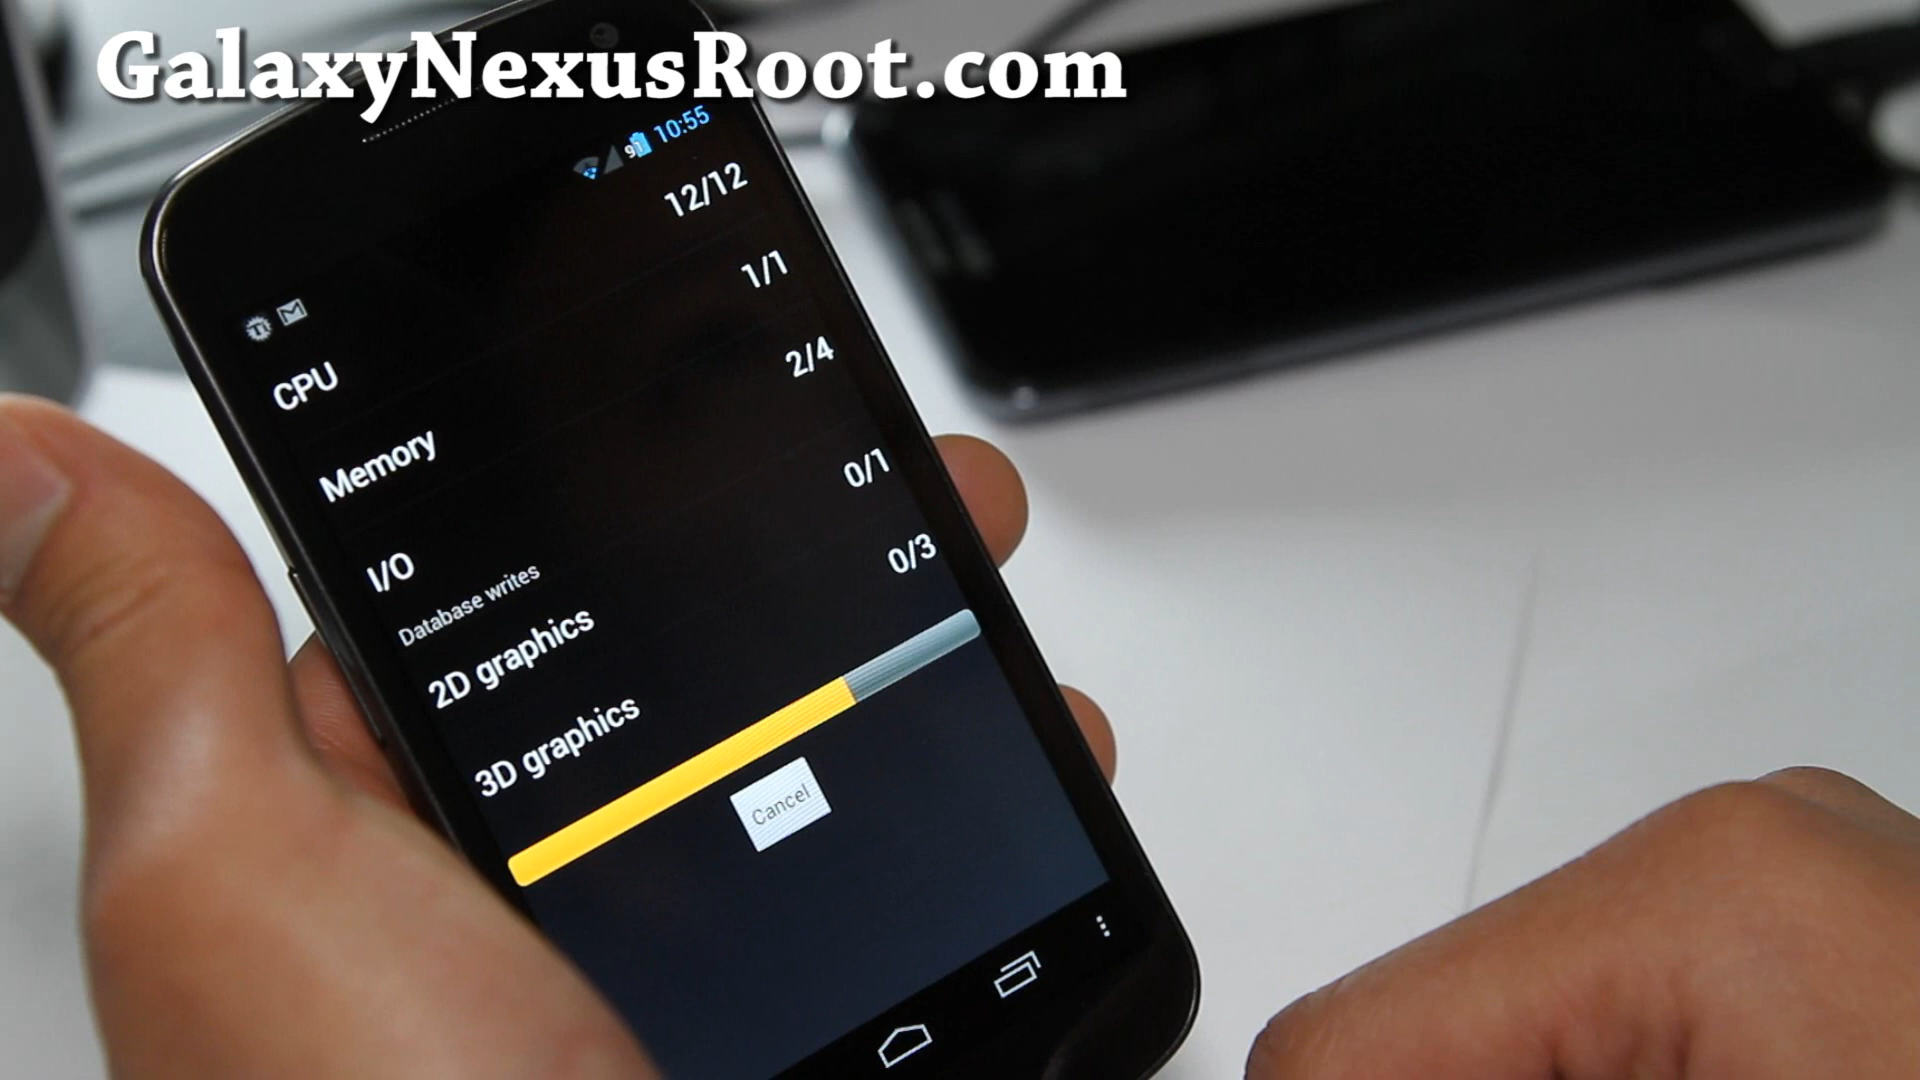 GalaxyNexusRoot.com
91 10:55
CPU 12/12
Memory 1/1
I/O 2/4
Database writes
2D graphics 0/1
3D graphics 0/3
Cancel